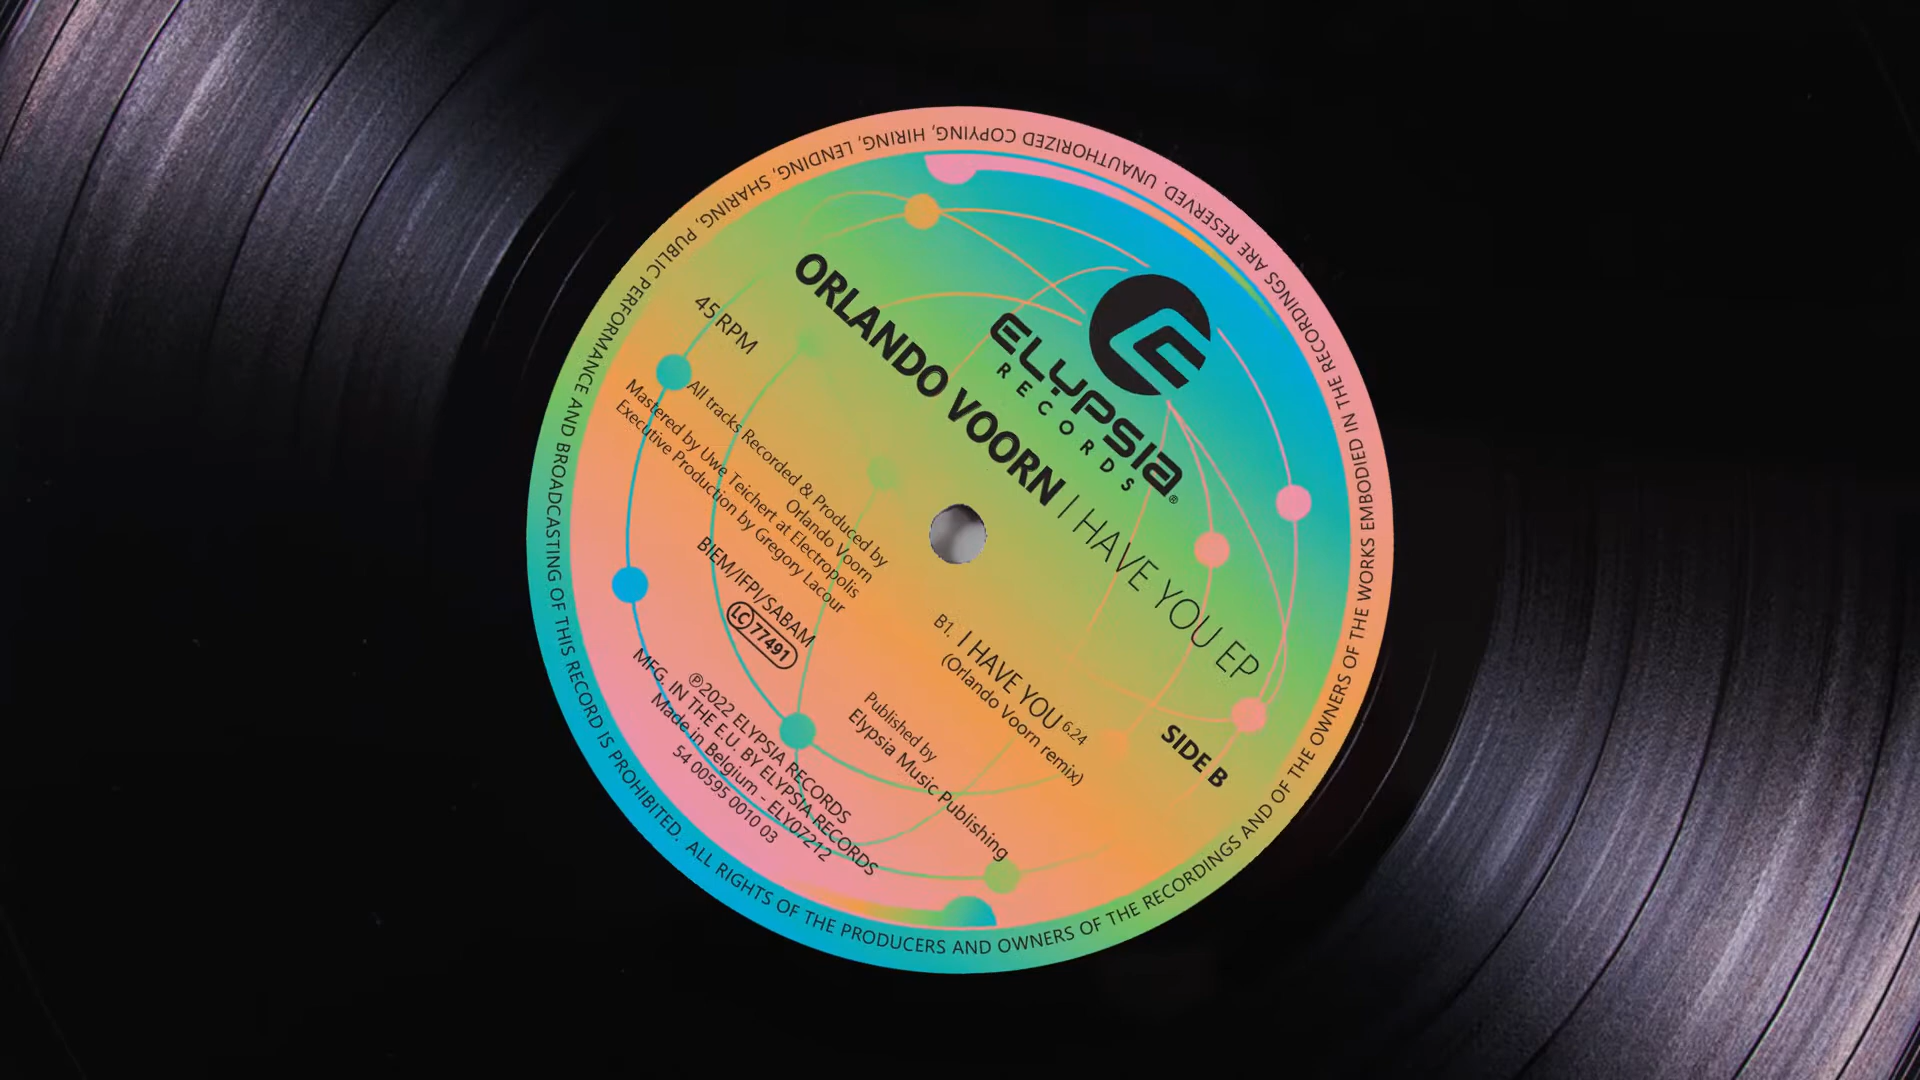 ELYPSIA
RECORDS
®
ORLANDO VOORN | I HAVE YOU EP
45 RPM
SIDE B
All tracks Recorded & Produced by
Orlando Voorn
Mastered by Uwe Teichert at Electropolis
Executive Production by Gregory Lacour
BIEM/IFPI/SABAM
LC 77491
B1. I HAVE YOU 6.24
(Orlando Voorn remix)
Published by
Elypsia Music Publishing
℗2022 ELYPSIA RECORDS
MFG. IN THE E.U. BY ELYPSIA RECORDS
Made in Belgium - ELY07212
54 00595 0010 03
ALL RIGHTS OF THE PRODUCERS AND OWNERS OF THE RECORDINGS AND OF THE OWNERS OF THE WORKS EMBODIED IN THE RECORDINGS ARE RESERVED. UNAUTHORIZED COPYING, HIRING, LENDING, SHARING, PUBLIC PERFORMANCE AND BROADCASTING OF THIS RECORD IS PROHIBITED.